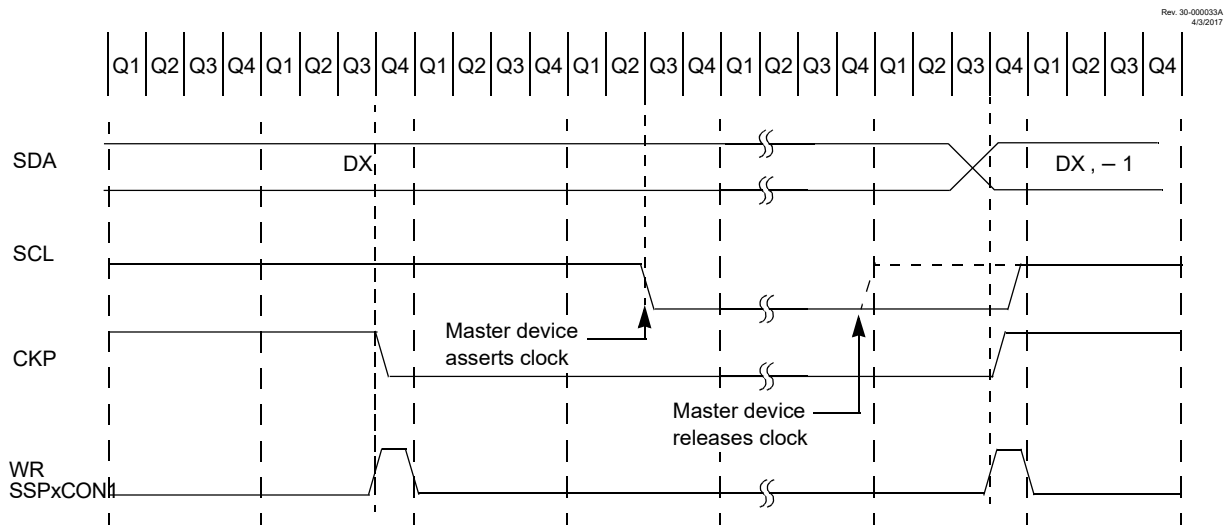 Rev. 30-000033A
4/3/2017
Q1 Q2 Q3 Q4 Q1 Q2 Q3 Q4 Q1 Q2 Q3 Q4 Q1 Q2 Q3 Q4 Q1 Q2 Q3 Q4 Q1 Q2 Q3 Q4 Q1 Q2 Q3 Q4
SDA
DX
DX , – 1
SCL
Master device
asserts clock
CKP
Master device
releases clock
WR
SSPxCON1